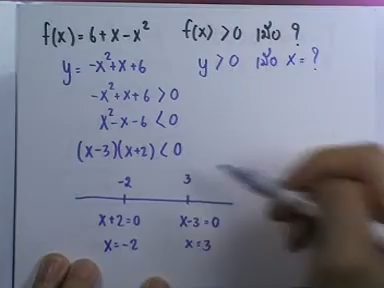 f(x) = 6 + x - x² f(x) > 0 เมื่อ ?
y = -x² + x + 6 y > 0 เมื่อ x = ?
-x² + x + 6 > 0
x² - x - 6 < 0
(x-3)(x+2) < 0
-2 3
x+2=0 x-3=0
x=-2 x=3